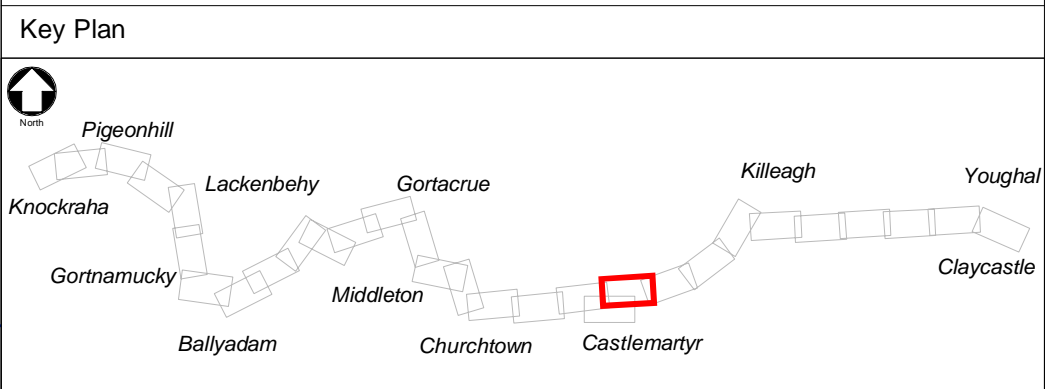 Key Plan
North
Pigeonhill
Killeagh
Youghal
Lackenbehy
Gortacrue
Knockraha
Gortnamucky
Claycastle
Middleton
Ballyadam
Churchtown
Castlemartyr